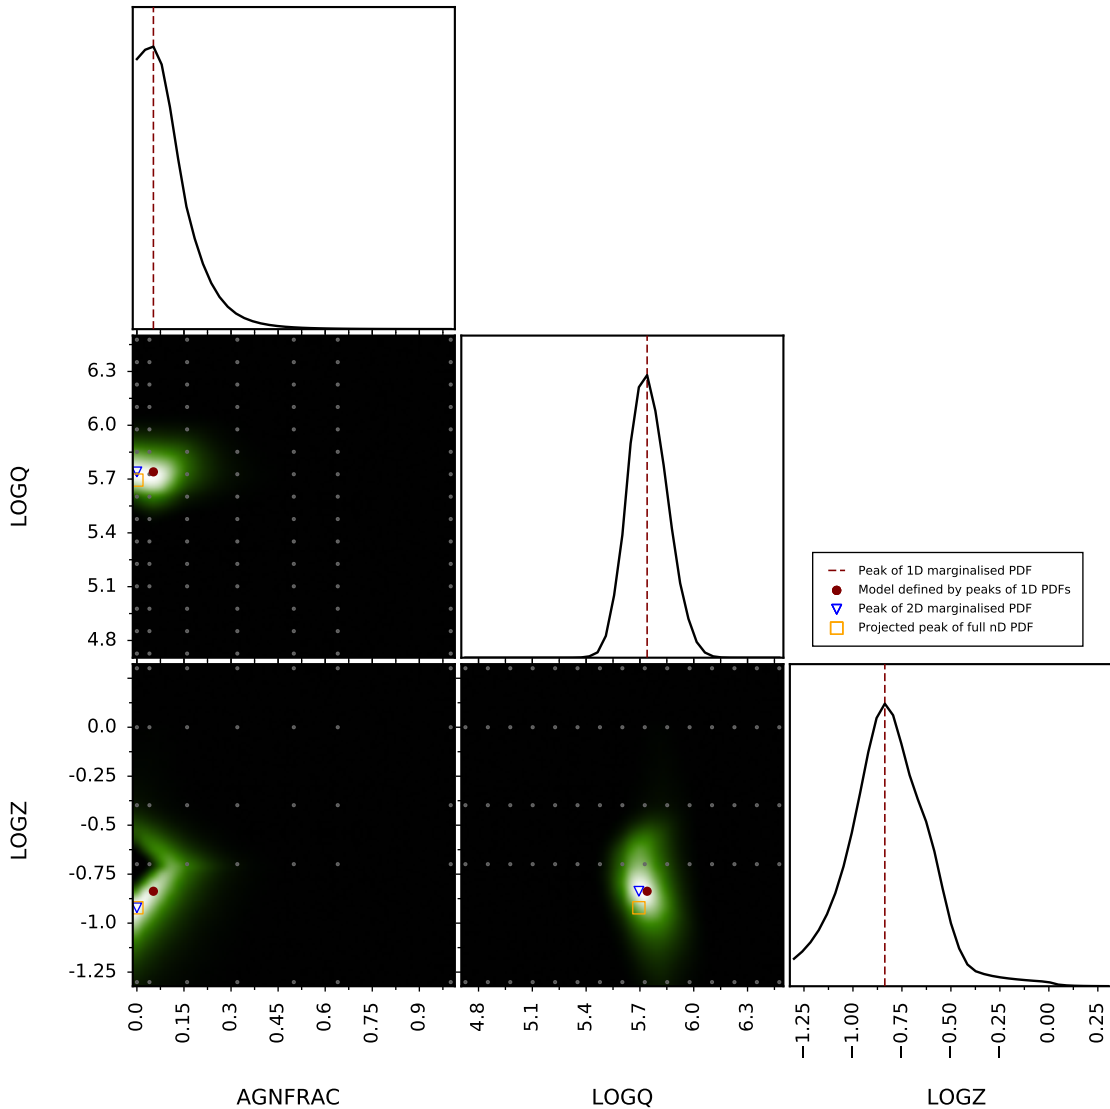 6.3
6.0
5.7
5.4
5.1
4.8
LOGQ
Peak of 1D marginalised PDF
Model defined by peaks of 1D PDFs
Peak of 2D marginalised PDF
Projected peak of full nD PDF
0.0
-0.25
-0.5
-0.75
-1.0
-1.25
LOGZ
0.0 0.15 0.3 0.45 0.6 0.75 0.9
4.8 5.1 5.4 5.7 6.0 6.3
−1.25 −1.00 −0.75 −0.50 −0.25 0.00 0.25
AGNFRAC LOGQ LOGZ